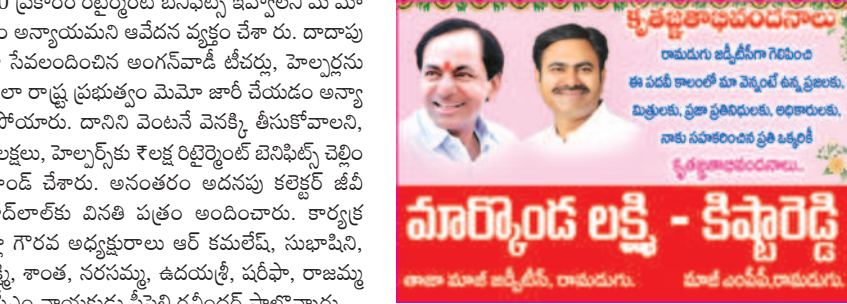 ప్రకారం రిటైర్మెంట్ బెనిఫిట్స్ ఇవ్వాలని
అన్యాయమని ఆవేదన వ్యక్తం చేశా రు. దాదాపు
సేవలందించిన అంగన్‌వాడీ టీచర్లు, హెల్పర్లను
లా రాష్ట్ర ప్రభుత్వం మెమో జారీ చేయడం అన్యా
పోయారు. దానిని వెంటనే వెనక్కి తీసుకోవాలని,
లక్షలు, హెల్పర్స్‌కు ₹లక్ష రిటైర్మెంట్ బెనిఫిట్స్ చెల్లిం
ండ్ చేశారు. అనంతరం అదనపు కలెక్టర్ జీవీ
ద్‌లాల్‌కు వినతి పత్రం అందించారు. కార్యక్ర
గౌరవ అధ్యక్షురాలు ఆర్ కమలేష్, సుభాషిని,
శాంత, నరసమ్మ, ఉదయశ్రీ, షరీఫా, రాజమ్మ
కృతజ్ఞతాభివందనాలు
రామడుగు జడ్పీటీసీగా గెలిపించి
ఈ పదవీ కాలంలో మా వెన్నంటే ఉన్న ప్రజలకు,
మిత్రులకు, ప్రజా ప్రతినిధులకు, అధికారులకు,
నాకు సహకరించిన ప్రతి ఒక్కరికీ
కృతజ్ఞతాభివందనాలు..
మార్కొండ లక్ష్మి - కిష్టారెడ్డి
తాజా మాజీ జడ్పీటీసీ, రామడుగు. మాజీ ఎంపీపీ,రామడుగు.